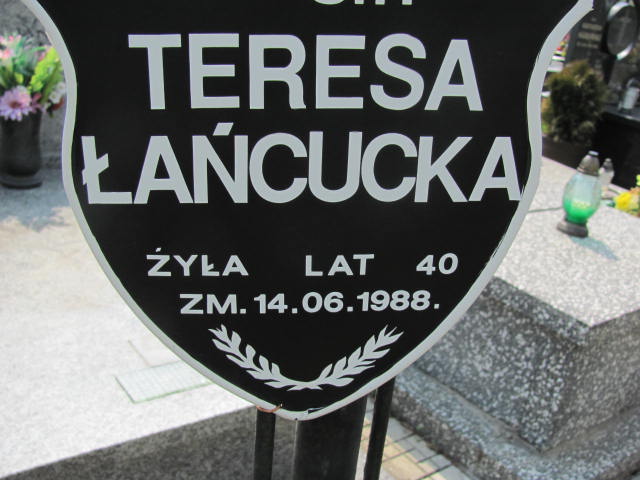 TERESA
ŁAŃCUCKA
ŻYŁA LAT 40
ZM. 14.06.1988.